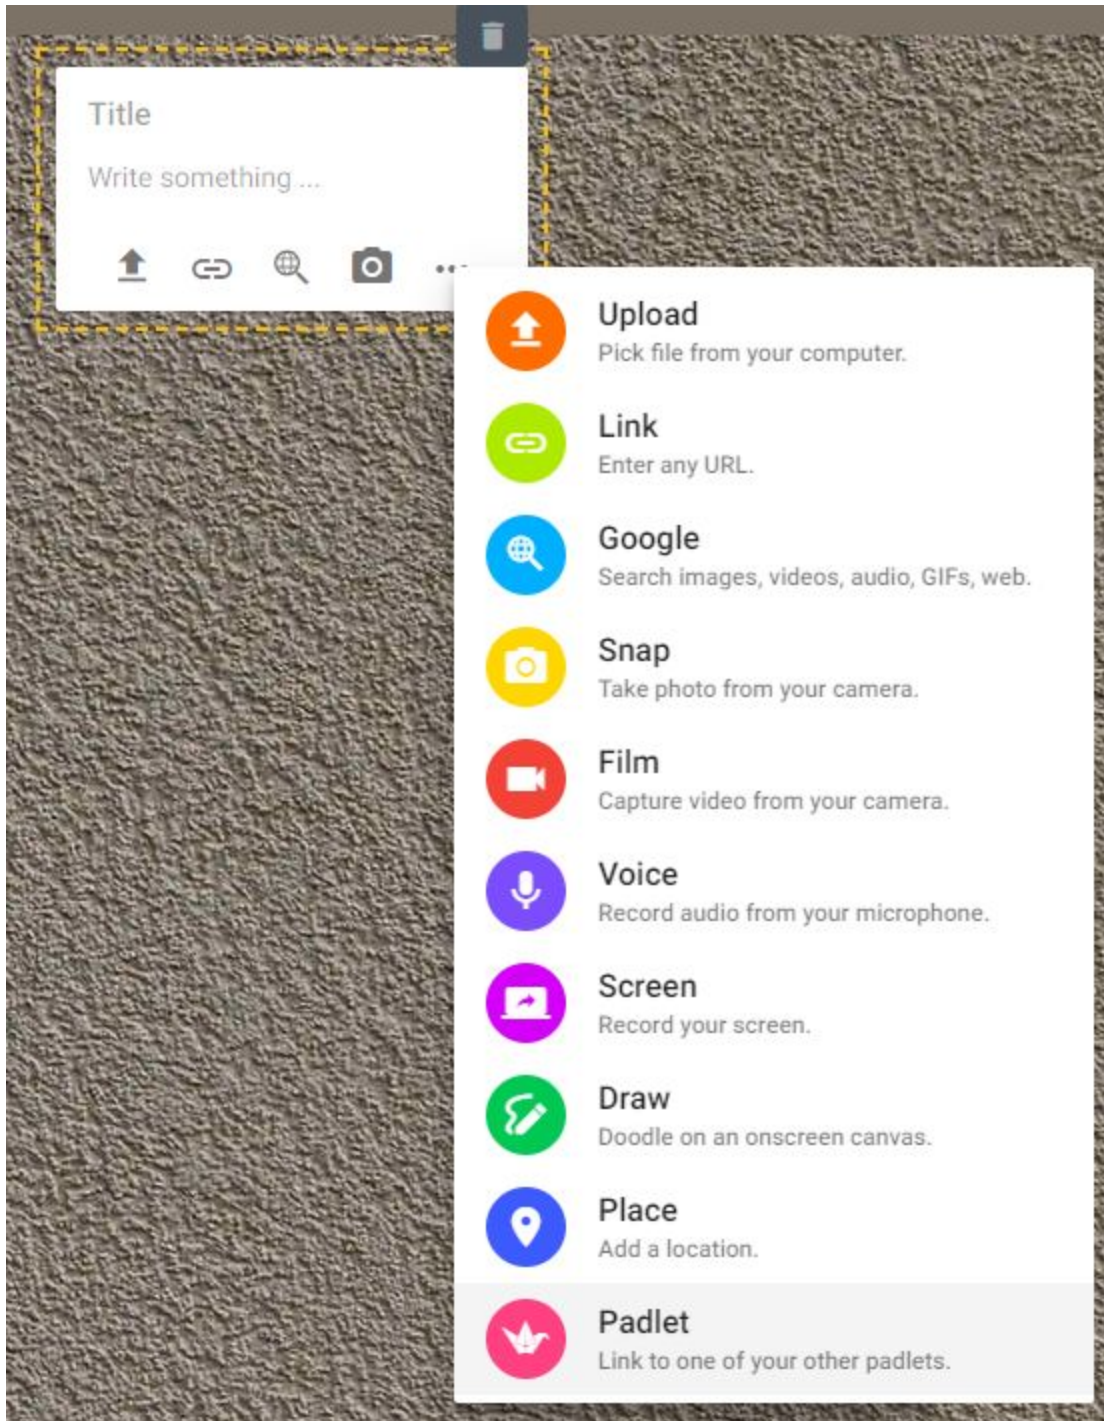 Title
Write something ...
Upload
Pick file from your computer.
Link
Enter any URL.
Google
Search images, videos, audio, GIFs, web.
Snap
Take photo from your camera.
Film
Capture video from your camera.
Voice
Record audio from your microphone.
Screen
Record your screen.
Draw
Doodle on an onscreen canvas.
Place
Add a location.
Padlet
Link to one of your other padlets.